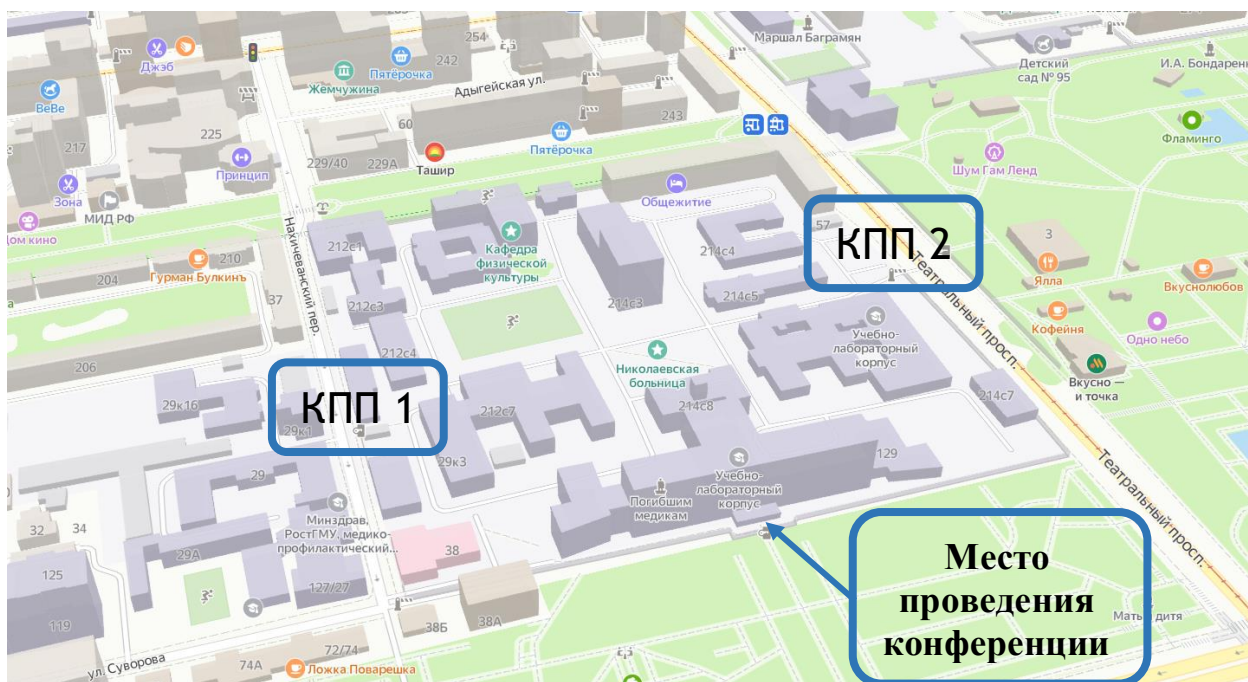 Маршал Баграмян
254
242
Джэб
Пятёрочка
Детский
сад № 95
И.А. Бондаренк
Жемчужина
Адыгейская ул.
ВеВе
60
243
225
217
Пятёрочка
Фламинго
229/40
229А
Ташир
Принцип
Шум Гам Ленд
Зона
МИД РФ
Общежитие
Дом кино
Нахичеванский пер.
212с1
Кафедра
физической
культуры
214с4
57
КПП 2
3
210
204
Гурман Булкинъ
Ялла
Вкуснолюбов
37
212с3
214с3
214с5
Театральный просп.
Учебно-
лабораторный
корпус
Кофейня
Одно небо
212с4
206
Николаевская
больница
Вкусно —
и точка
КПП 1
29к16
212с7
214с8
214с7
29к1
29к3
129
29
Учебно-
лабораторный
корпус
Театральный просп.
Погибшим
медикам
Минздрав,
РостГМУ, медико-
профилактический...
32
34
29А
38
Место
проведения
конференции
125
127/27
Мать и дитя
119
38Б
38А
72/74
ул. Суворова
74А
Ложка Поварешка